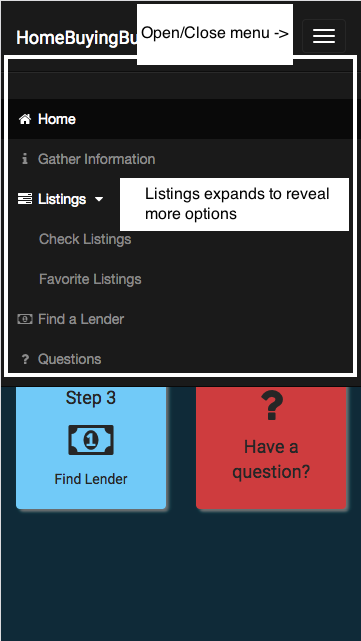 HomeBuyingBu
Open/Close menu ->
Home
Gather Information
Listings
Listings expands to reveal
more options
Check Listings
Favorite Listings
Find a Lender
? Questions
Step 3
1
Find Lender
?
Have a
question?